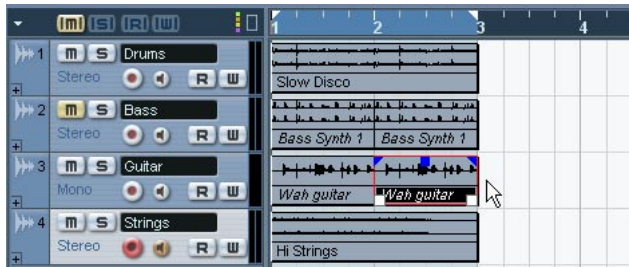 [M] [S] [R] [W] 1 2 3 4
1 m S Drums
Stereo R W
Slow Disco
2 m S Bass
Stereo R W
Bass Synth 1 Bass Synth 1
3 m S Guitar
Mono R W
Wah guitar Wah guitar
4 m S Strings
Stereo R W
Hi Strings